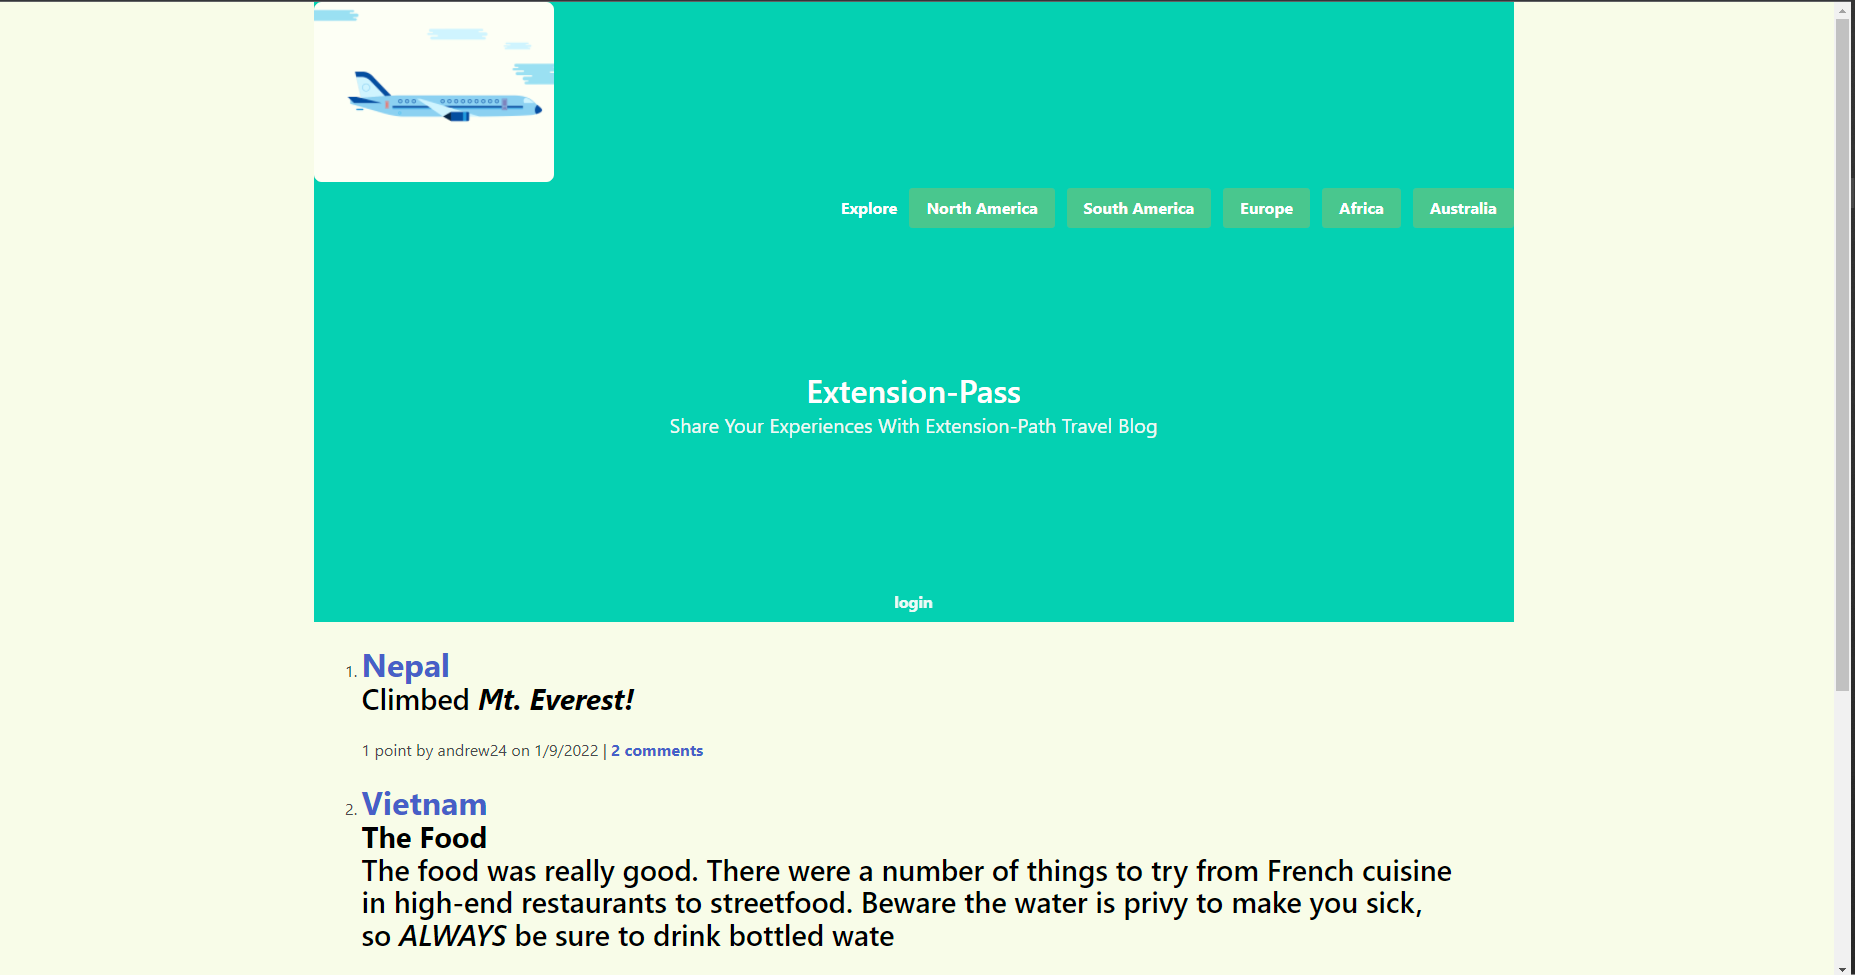 Explore North America South America Europe Africa Australia
Extension-Pass
Share Your Experiences With Extension-Path Travel Blog
login
1. Nepal
Climbed Mt. Everest!
1 point by andrew24 on 1/9/2022 | 2 comments
2. Vietnam
The Food
The food was really good. There were a number of things to try from French cuisine
in high-end restaurants to streetfood. Beware the water is privy to make you sick,
so ALWAYS be sure to drink bottled wate